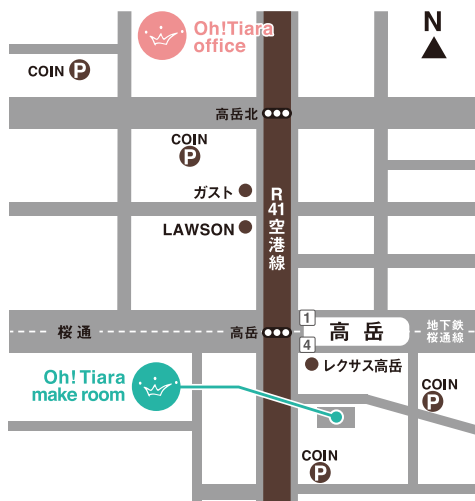 Oh!Tiara
office
N
COIN P
高岳北
COIN
P
ガスト
LAWSON
R
41
空港線
1
桜通
高岳
高岳
地下鉄
桜通線
4
レクサス高岳
Oh! Tiara
make room
COIN
P
COIN
P